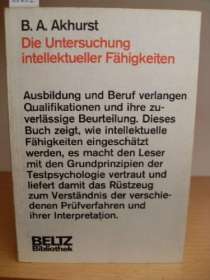 B. A. Akhurst
Die Untersuchung
intellektueller Fähigkeiten
Ausbildung und Beruf verlangen
Qualifikationen und ihre zu-
verlässige Beurteilung. Dieses
Buch zeigt, wie intellektuelle
Fähigkeiten eingeschätzt
werden, es macht den Leser
mit den Grundprinzipien der
Testpsychologie vertraut und
liefert damit das Rüstzeug
zum Verständnis der verschie-
denen Prüfverfahren und
ihrer Interpretation.
BELTZ
Bibliothek